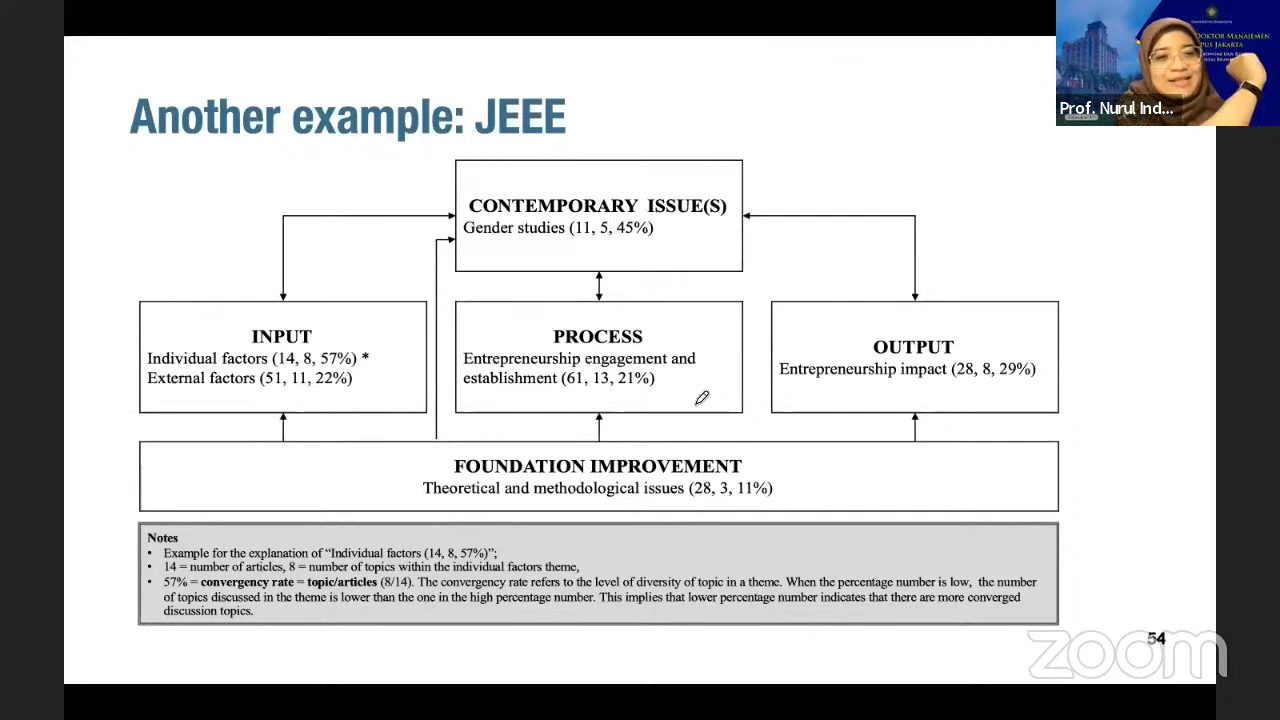 DOKTOR MANAJEMEN
PUS JAKARTA
Prof. Nurul Ind...
Another example: JEEE
CONTEMPORARY ISSUE(S)
Gender studies (11, 5, 45%)
INPUT
Individual factors (14, 8, 57%) *
External factors (51, 11, 22%)
PROCESS
Entrepreneurship engagement and
establishment (61, 13, 21%)
OUTPUT
Entrepreneurship impact (28, 8, 29%)
FOUNDATION IMPROVEMENT
Theoretical and methodological issues (28, 3, 11%)
Notes
• Example for the explanation of “Individual factors (14, 8, 57%)”;
• 14 = number of articles, 8 = number of topics within the individual factors theme,
• 57% = convergency rate = topic/articles (8/14). The convergency rate refers to the level of diversity of topic in a theme. When the percentage number is low, the number
of topics discussed in the theme is lower than the one in the high percentage number. This implies that lower percentage number indicates that there are more converged
discussion topics.
54
zoom